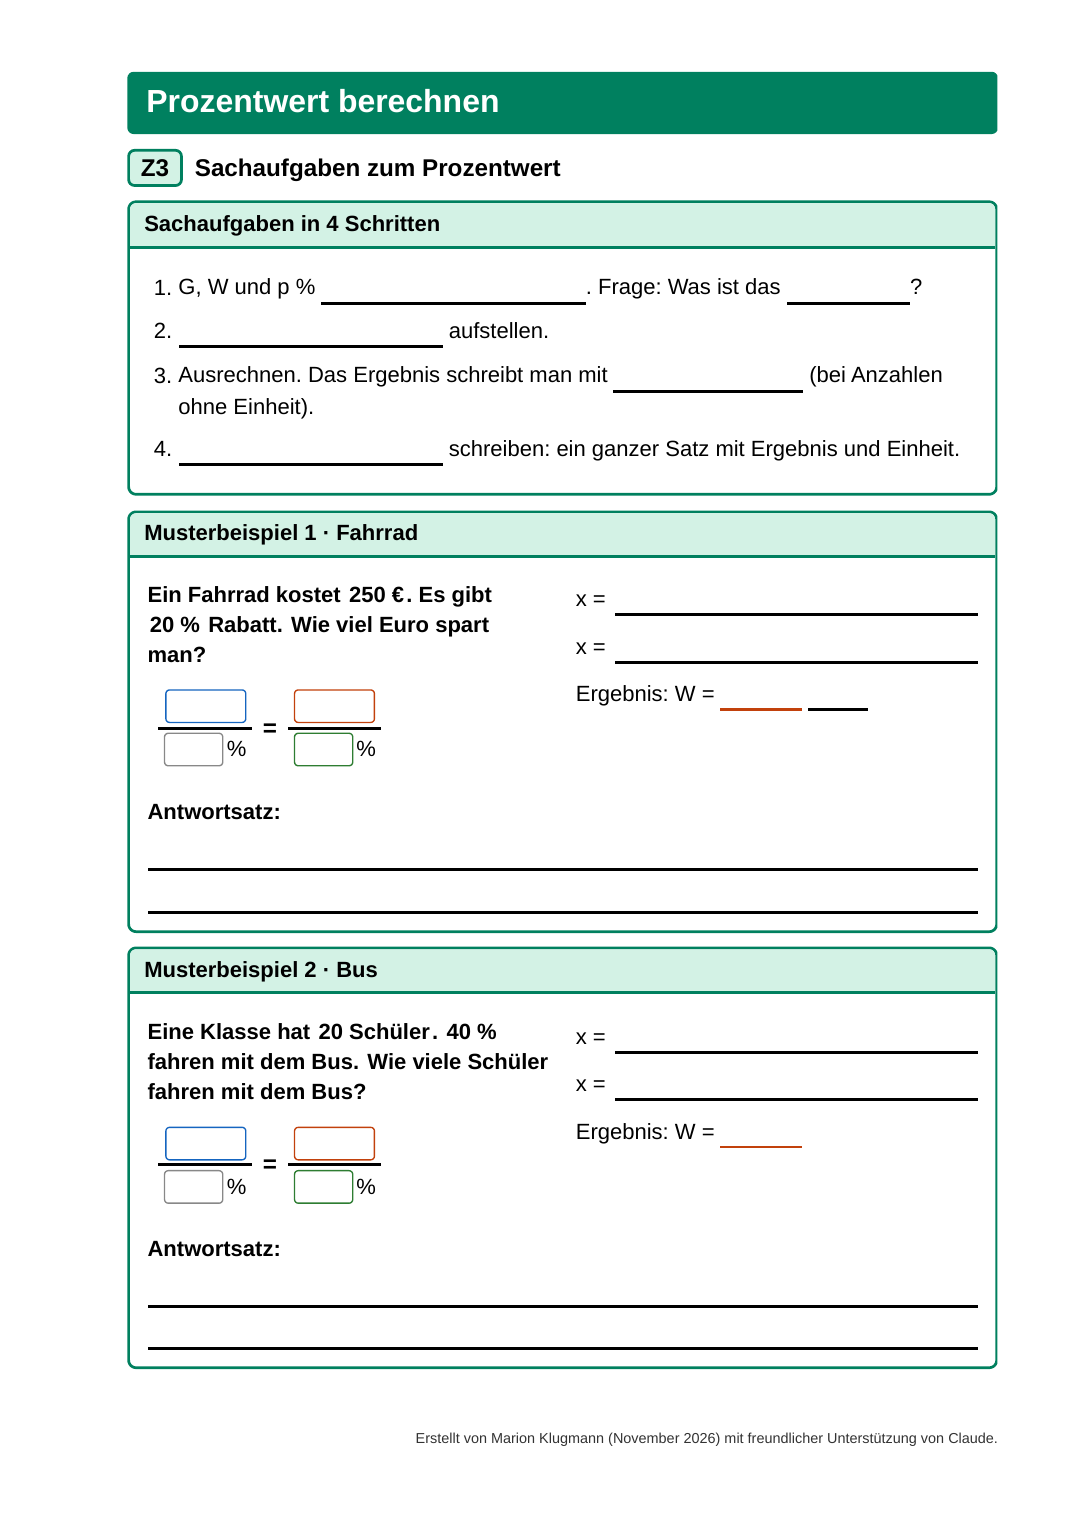 Prozentwert berechnen
Z3 Sachaufgaben zum Prozentwert
Sachaufgaben in 4 Schritten
1. G, W und p % . Frage: Was ist das ?
2. aufstellen.
3. Ausrechnen. Das Ergebnis schreibt man mit (bei Anzahlen
ohne Einheit).
4. schreiben: ein ganzer Satz mit Ergebnis und Einheit.
Musterbeispiel 1 · Fahrrad
Ein Fahrrad kostet 250 €. Es gibt
20 % Rabatt. Wie viel Euro spart
man?
% = %
x =
x =
Ergebnis: W =
Antwortsatz:
Musterbeispiel 2 · Bus
Eine Klasse hat 20 Schüler. 40 %
fahren mit dem Bus. Wie viele Schüler
fahren mit dem Bus?
% = %
x =
x =
Ergebnis: W =
Antwortsatz:
Erstellt von Marion Klugmann (November 2026) mit freundlicher Unterstützung von Claude.